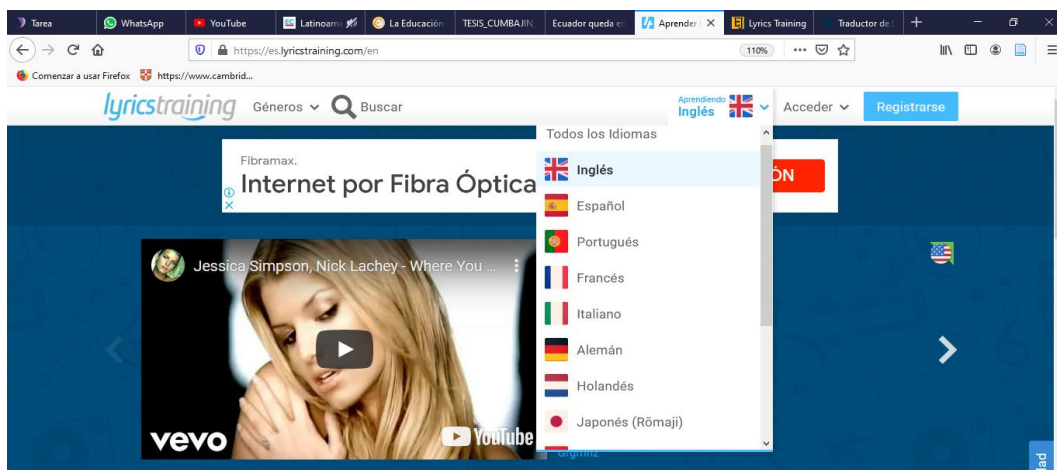 Tarea
WhatsApp
YouTube
Latinoame
La Educación
TESIS_CUMBAJIN_
Ecuador queda en
Aprender
Lyrics Training
Traductor de
https://es.lyricstraining.com/en
110%
Comenzar a usar Firefox
https://www.cambrid...
lyricstraining
Géneros
Buscar
Aprendiendo
Inglés
Acceder
Registrarse
Todos los Idiomas
Fibramax.
Internet por Fibra Óptica
ÓN
Inglés
Español
Portugués
Francés
Italiano
Alemán
Holandés
Japonés (Rōmaji)
Jessica Simpson, Nick Lachey - Where You ...
vevo
YouTube
dad